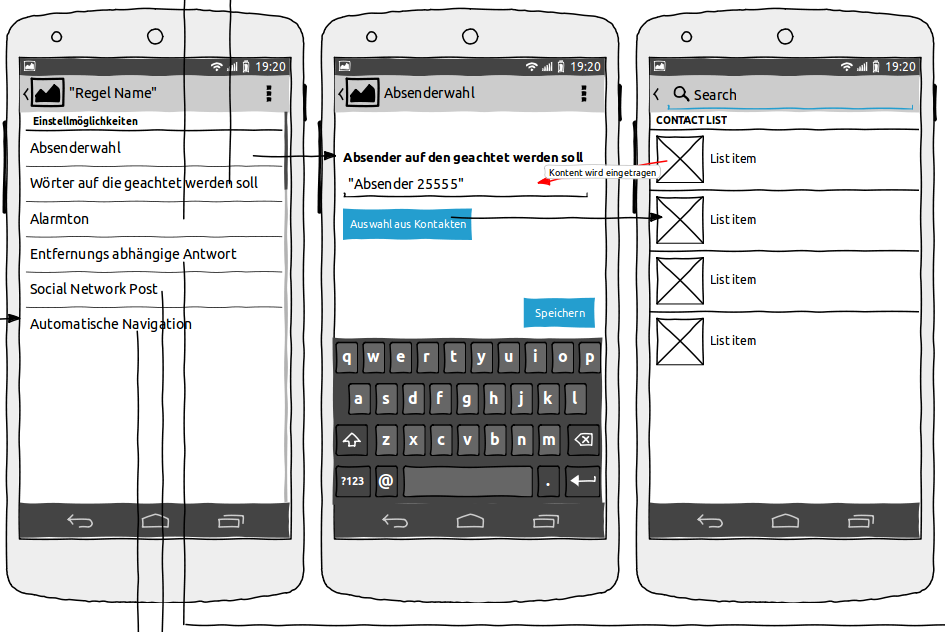 19:20
"Regel Name"
Einstellmöglichkeiten
Absenderwahl
Wörter auf die geachtet werden soll
Alarmton
Entfernungs abhängige Antwort
Social Network Post
Automatische Navigation
19:20
Absenderwahl
Absender auf den geachtet werden soll
Kontent wird eingetragen
"Absender 25555"
Auswahl aus Kontakten
Speichern
q w e r t y u i o p
a s d f g h j k l
z x c v b n m
?123 @ .
19:20
Search
CONTACT LIST
List item
List item
List item
List item